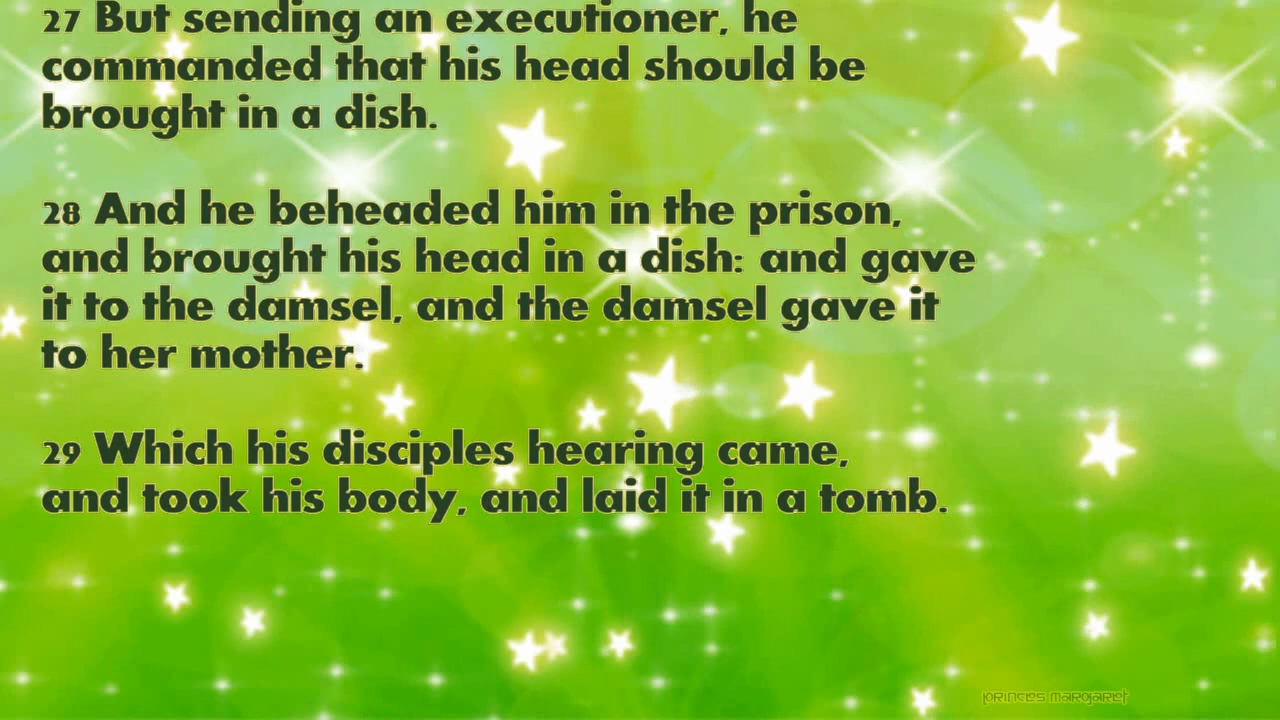 27 But sending an executioner, he
commanded that his head should be
brought in a dish.
28 And he beheaded him in the prison,
and brought his head in a dish: and gave
it to the damsel, and the damsel gave it
to her mother.
29 Which his disciples hearing came,
and took his body, and laid it in a tomb.
princes margaret